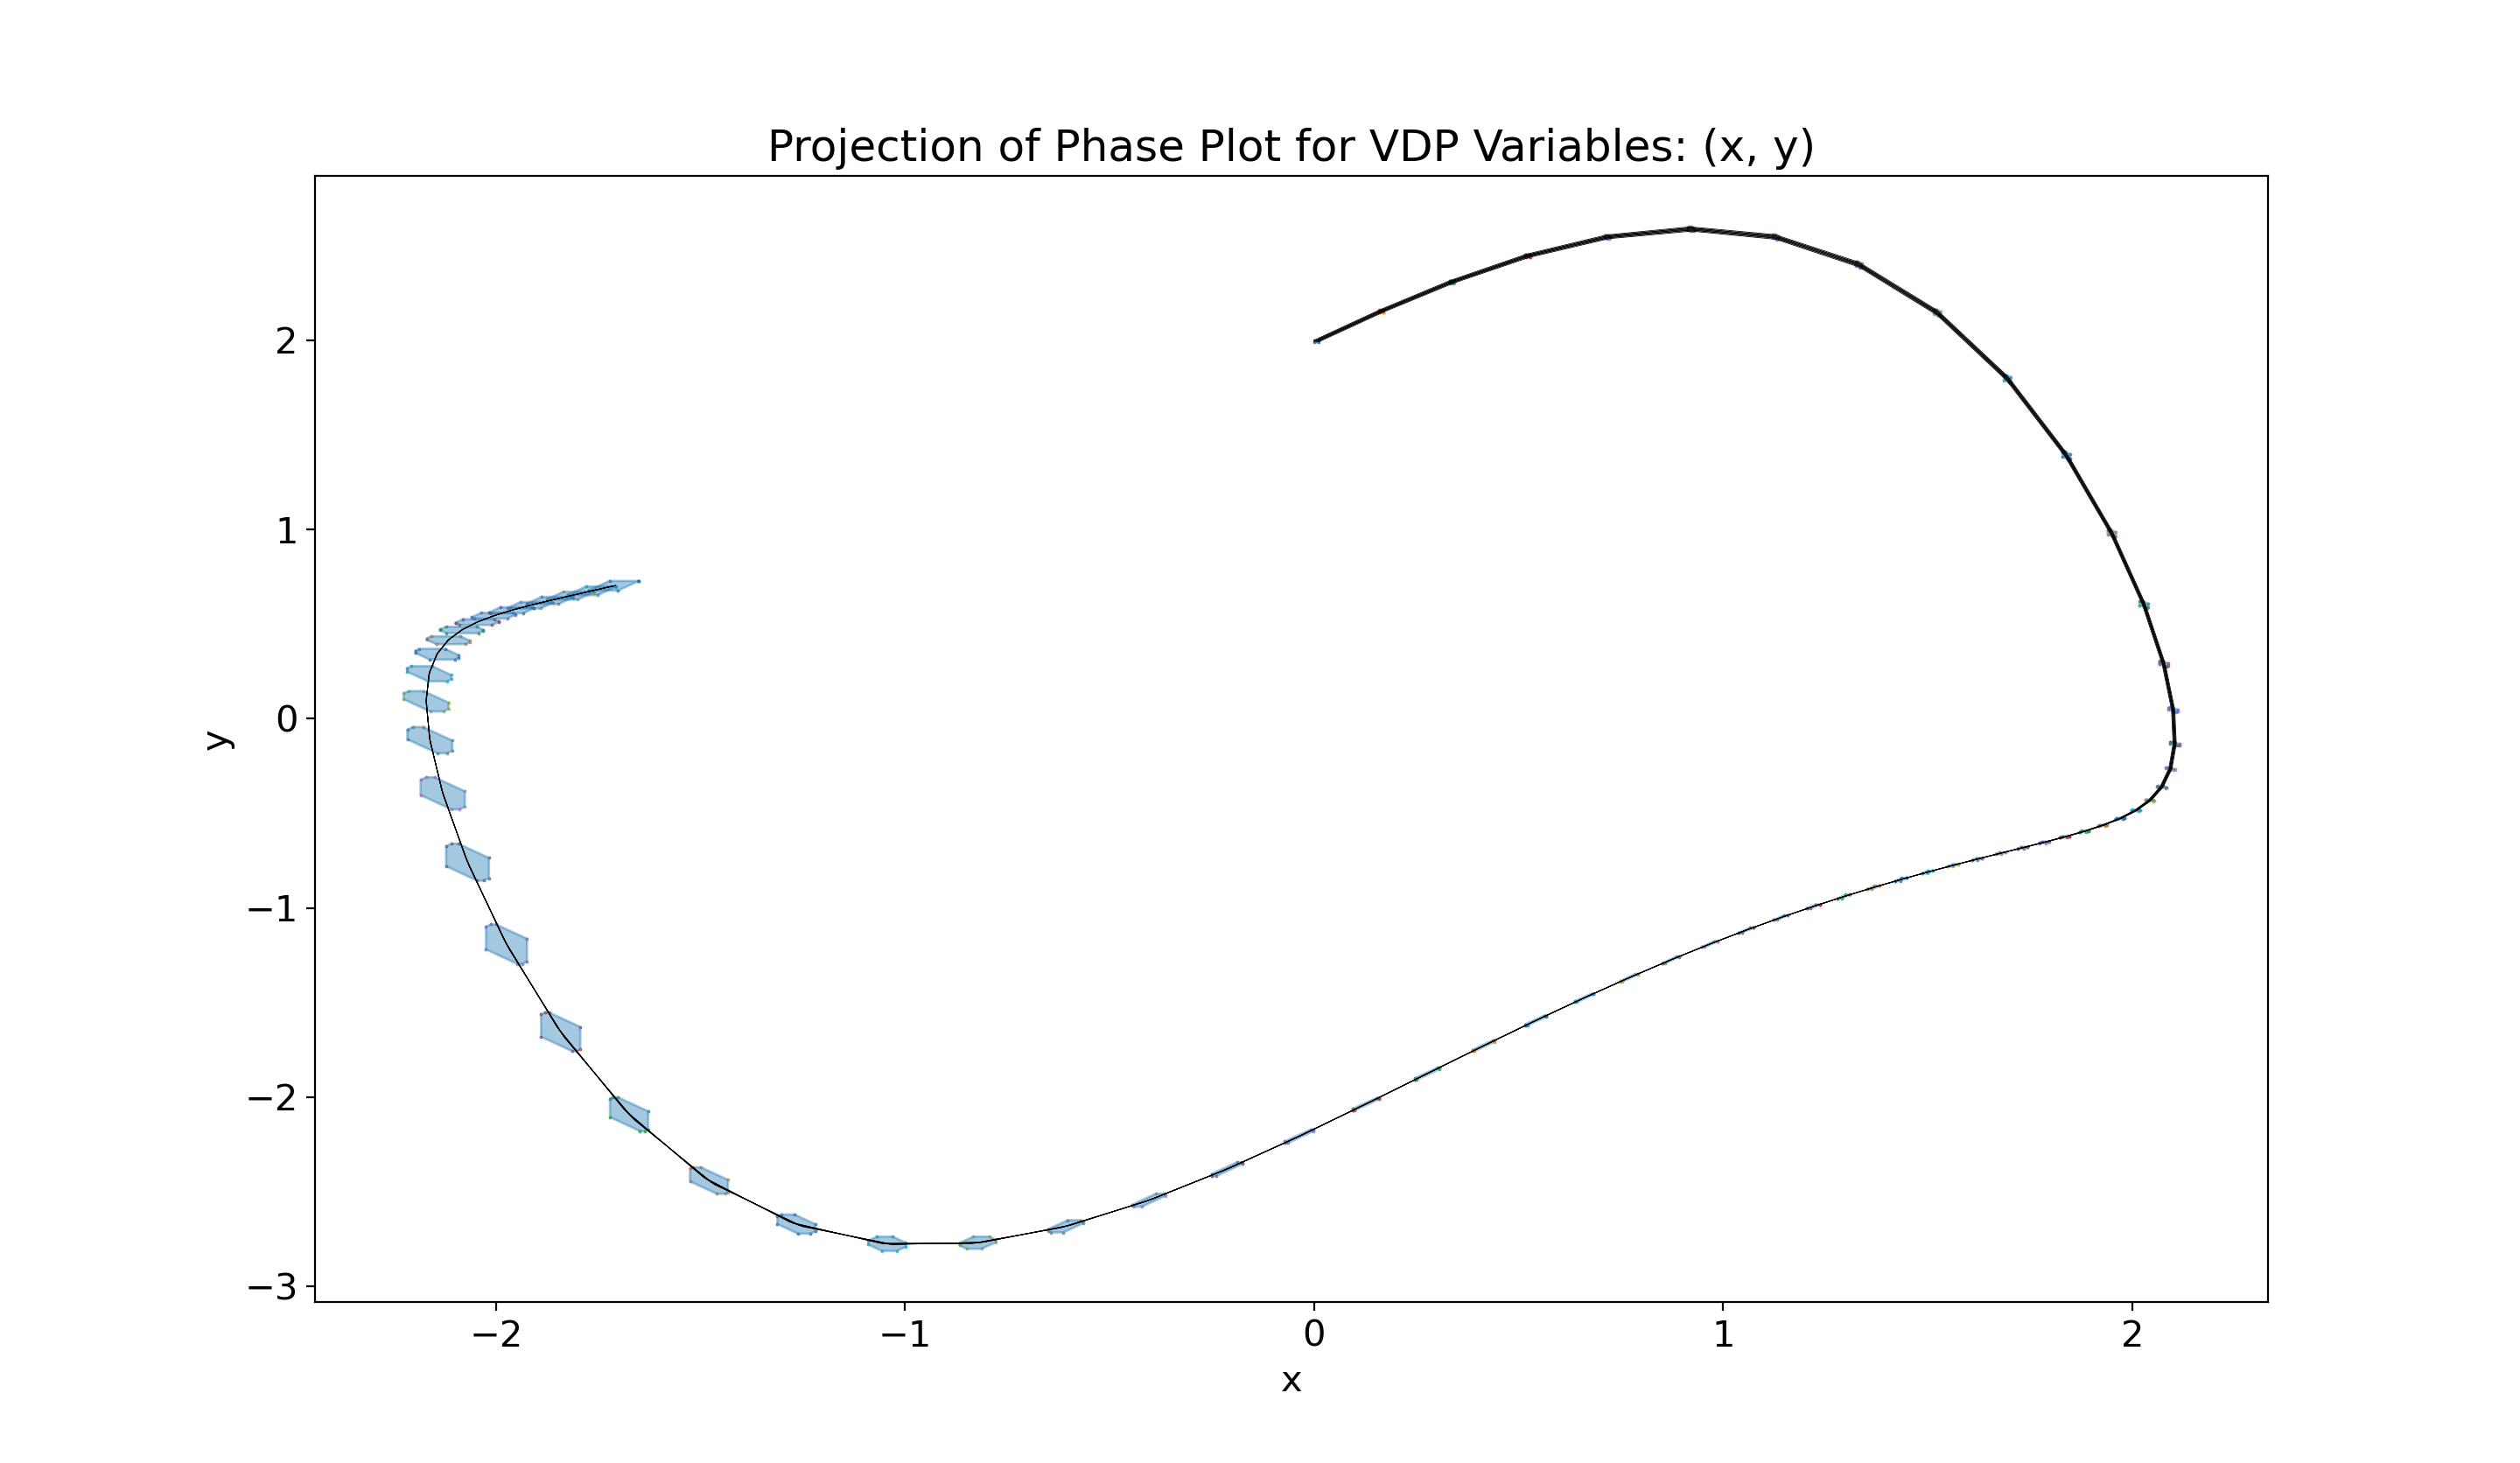 Projection of Phase Plot for VDP Variables: (x, y)
2
1
0
−1
−2
−3
y
−2 −1 0 1 2
x